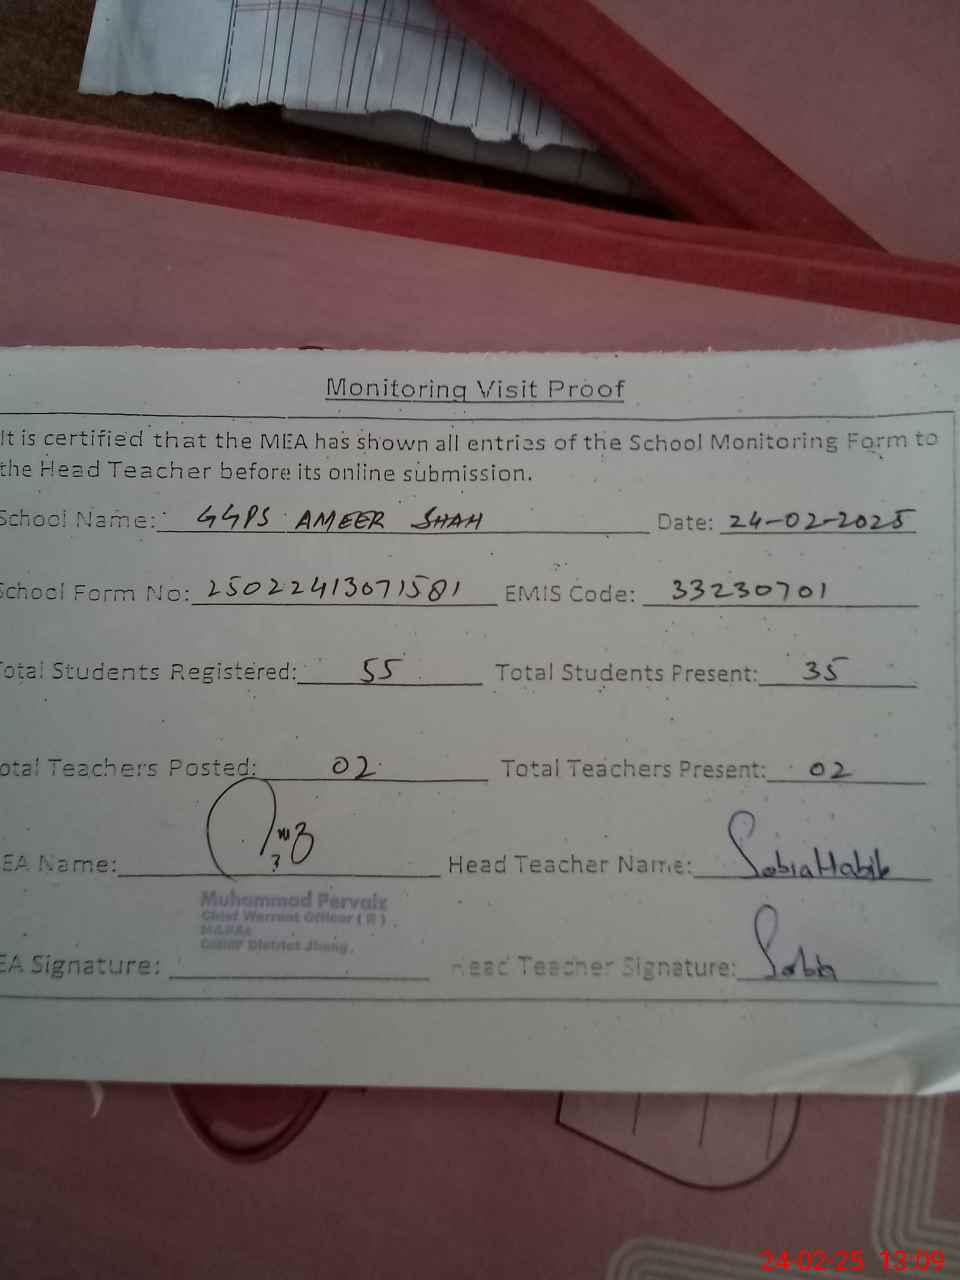 Monitoring Visit Proof
It is certified that the MEA has shown all entries of the School Monitoring Form to
the Head Teacher before its online submission.
School Name: GGPS AMEER SHAH Date: 24-02-2025
School Form No: 25022413071581 EMIS Code: 33230701
Total Students Registered: 55 Total Students Present: 35
otal Teachers Posted: 02 Total Teachers Present: 02
EA Name: Head Teacher Name: Sobia Habib
Muhammad Pervaiz
Chief Warrant Officer ( R )
District Jhang.
EA Signature: Head Teacher Signature:
24-02-25 13:09